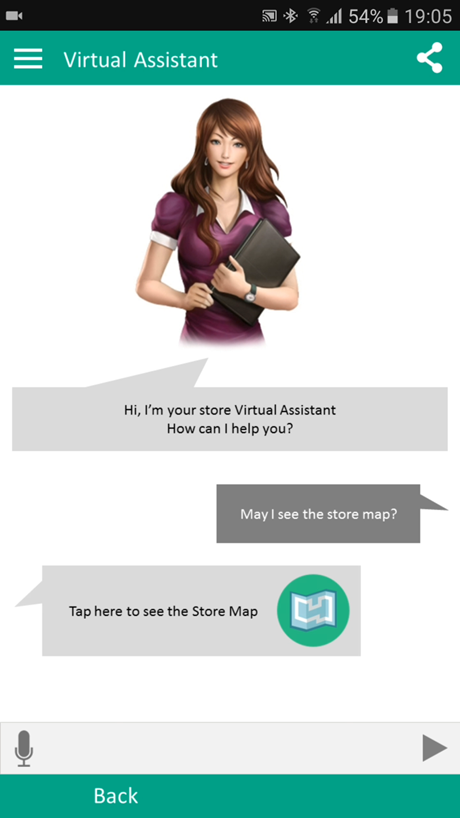 54% 19:05
Virtual Assistant
Hi, I'm your store Virtual Assistant
How can I help you?
May I see the store map?
Tap here to see the Store Map
Back